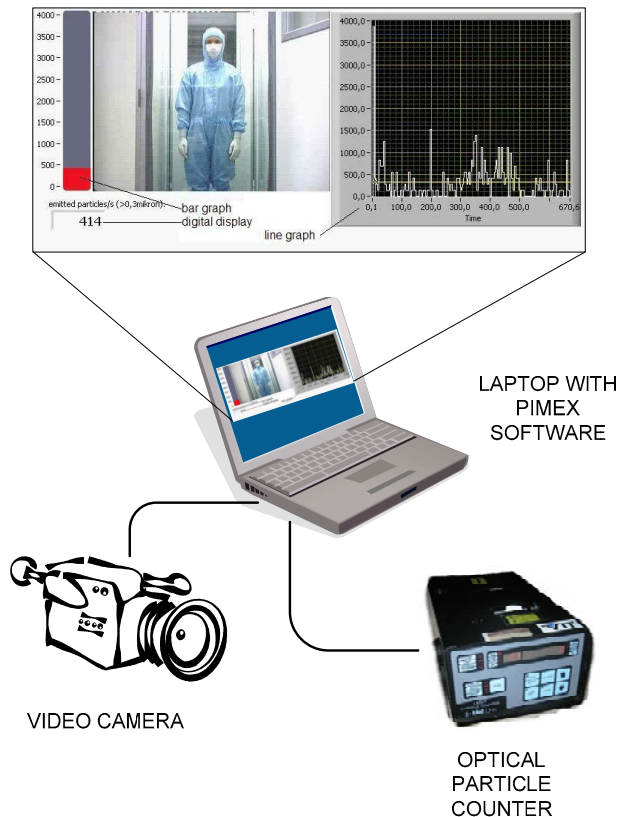 4000
3500
3000
2500
2000
1500
1000
500
0
emitted particles/s (>0,3mikron):
414
bar graph
digital display
line graph
4000,0
3500,0
3000,0
2500,0
2000,0
1500,0
1000,0
500,0
0,0
0,1 100,0 200,0 300,0 400,0 500,0 670,6
Time
LAPTOP WITH
PIMEX
SOFTWARE
VIDEO CAMERA
OPTICAL
PARTICLE
COUNTER